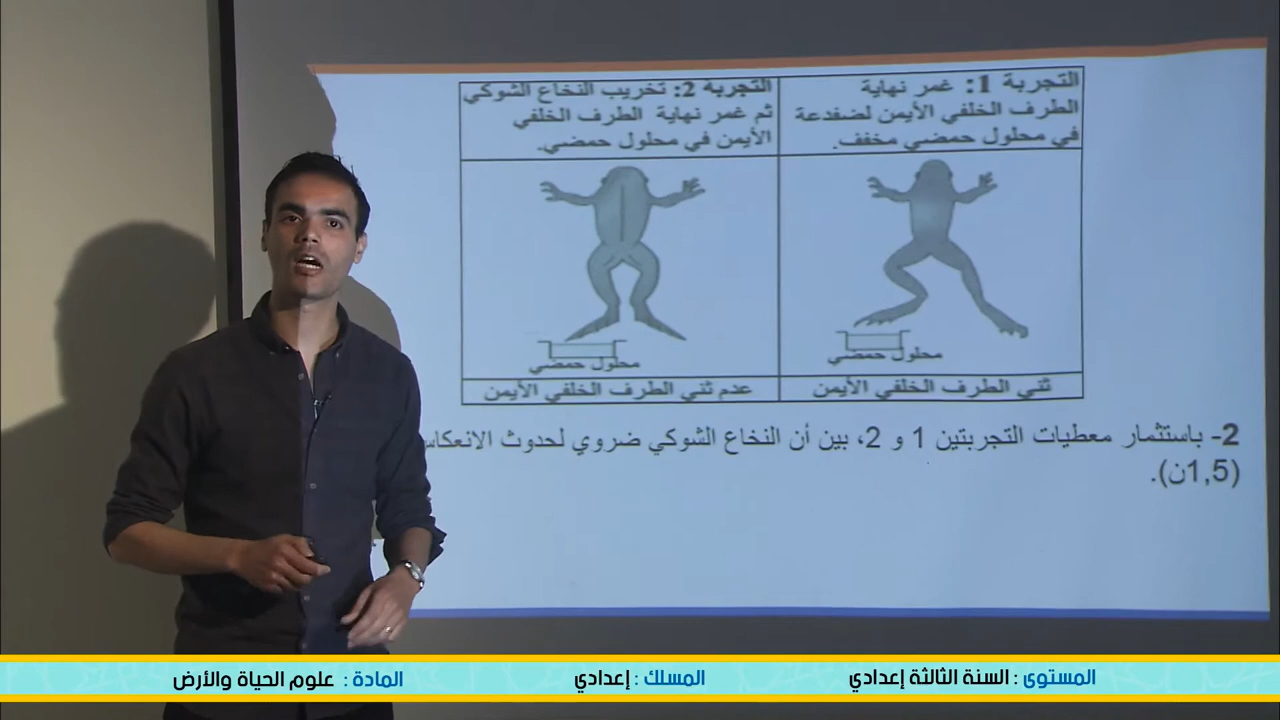 التجربة 1: غمر نهاية
الطرف الخلفي الأيمن لضفدعة
في محلول حمضي مخفف.
التجربة 2: تخريب النخاع الشوكي
ثم غمر نهاية الطرف الخلفي
الأيمن في محلول حمضي.
محلول حمضي
محلول حمضي
ثني الطرف الخلفي الأيمن
عدم ثني الطرف الخلفي الأيمن
2- باستثمار معطيات التجربتين 1 و 2، بين أن النخاع الشوكي ضروي لحدوث الانعكاس
(1,5ن).
المستوى : السنة الثالثة إعدادي
المسلك : إعدادي
المادة : علوم الحياة والأرض